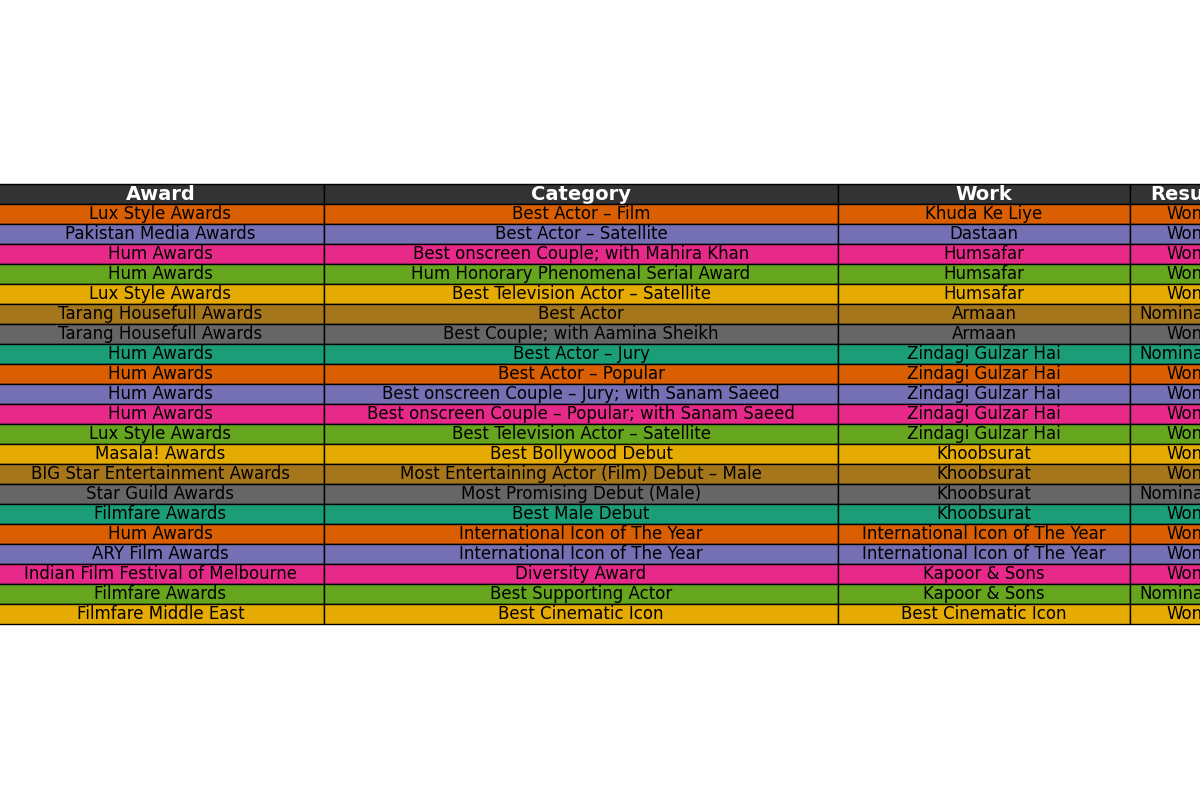 Award Category Work Resu
Lux Style Awards Best Actor – Film Khuda Ke Liye Won
Pakistan Media Awards Best Actor – Satellite Dastaan Won
Hum Awards Best onscreen Couple; with Mahira Khan Humsafar Won
Hum Awards Hum Honorary Phenomenal Serial Award Humsafar Won
Lux Style Awards Best Television Actor – Satellite Humsafar Won
Tarang Housefull Awards Best Actor Armaan Nomina
Tarang Housefull Awards Best Couple; with Aamina Sheikh Armaan Won
Hum Awards Best Actor – Jury Zindagi Gulzar Hai Nomina
Hum Awards Best Actor – Popular Zindagi Gulzar Hai Won
Hum Awards Best onscreen Couple – Jury; with Sanam Saeed Zindagi Gulzar Hai Won
Hum Awards Best onscreen Couple – Popular; with Sanam Saeed Zindagi Gulzar Hai Won
Lux Style Awards Best Television Actor – Satellite Zindagi Gulzar Hai Won
Masala! Awards Best Bollywood Debut Khoobsurat Won
BIG Star Entertainment Awards Most Entertaining Actor (Film) Debut – Male Khoobsurat Won
Star Guild Awards Most Promising Debut (Male) Khoobsurat Nomina
Filmfare Awards Best Male Debut Khoobsurat Won
Hum Awards International Icon of The Year International Icon of The Year Won
ARY Film Awards International Icon of The Year International Icon of The Year Won
Indian Film Festival of Melbourne Diversity Award Kapoor & Sons Won
Filmfare Awards Best Supporting Actor Kapoor & Sons Nomina
Filmfare Middle East Best Cinematic Icon Best Cinematic Icon Won